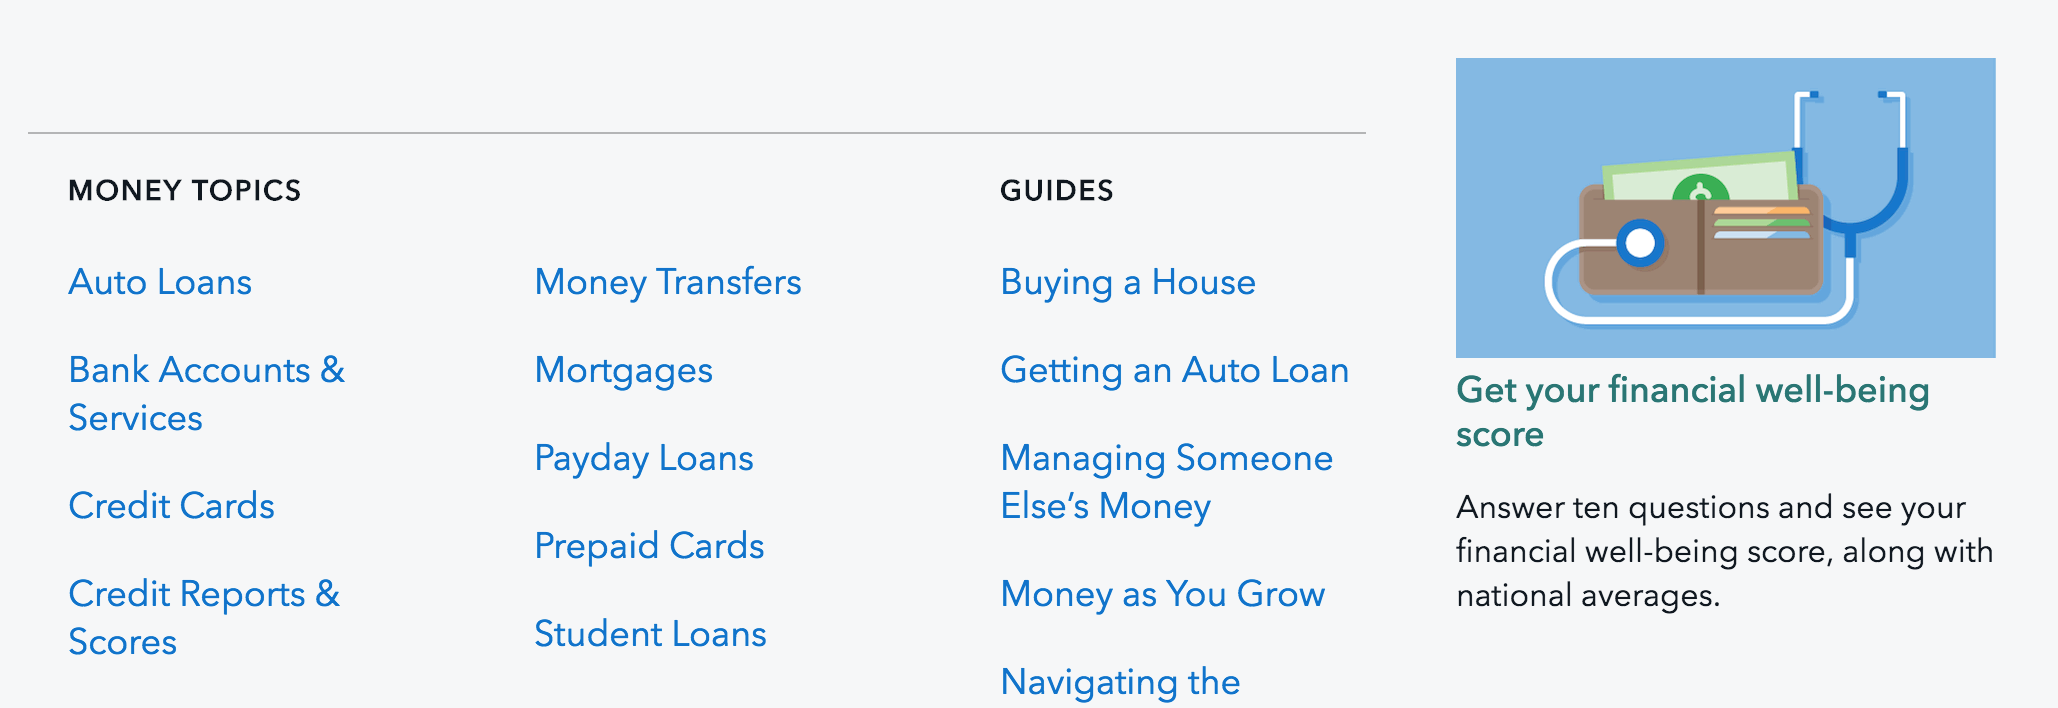 MONEY TOPICS
Auto Loans
Bank Accounts &
Services
Credit Cards
Credit Reports &
Scores
Money Transfers
Mortgages
Payday Loans
Prepaid Cards
Student Loans
GUIDES
Buying a House
Getting an Auto Loan
Managing Someone
Else’s Money
Money as You Grow
Navigating the
$
Get your financial well-being
score
Answer ten questions and see your
financial well-being score, along with
national averages.